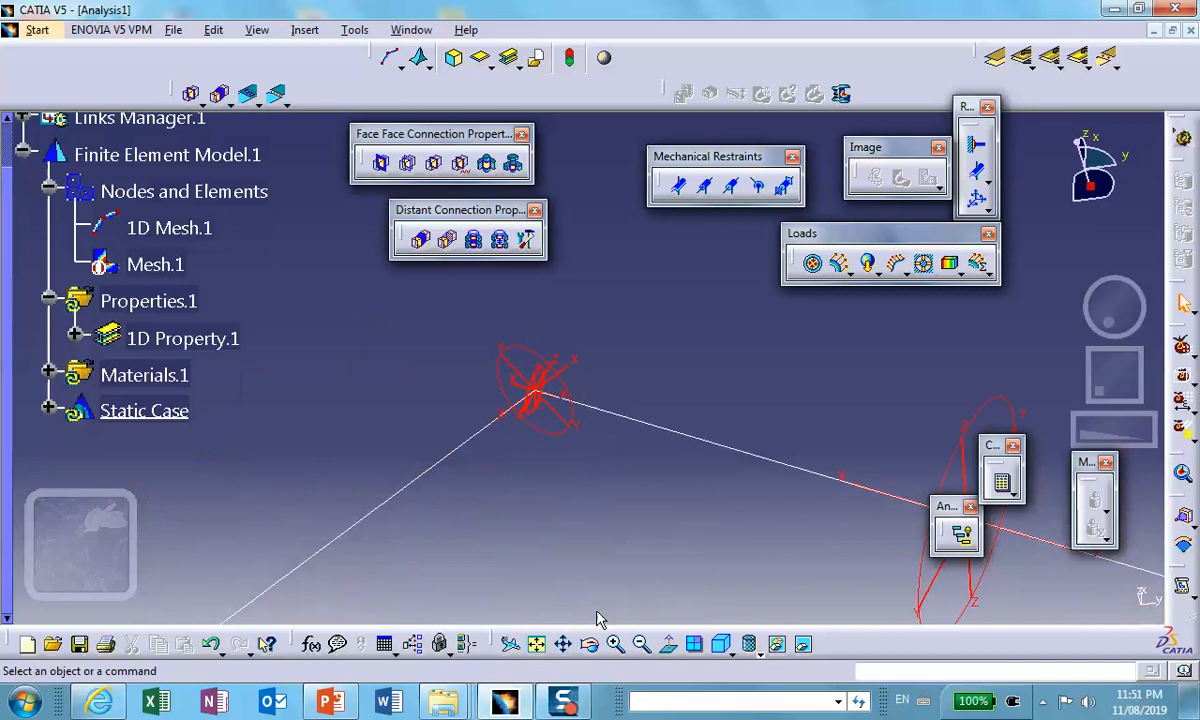 CATIA V5 - [Analysis1]
Start ENOVIA V5 VPM File Edit View Insert Tools Window Help
R...
Face Face Connection Propert...
Mechanical Restraints
Image
Distant Connection Prop...
Loads
Links Manager.1
Finite Element Model.1
Nodes and Elements
1D Mesh.1
Mesh.1
Properties.1
1D Property.1
Materials.1
Static Case
z x
y
C...
M...
An...
CATIA
Select an object or a command
EN
100%
11:51 PM
11/08/2019